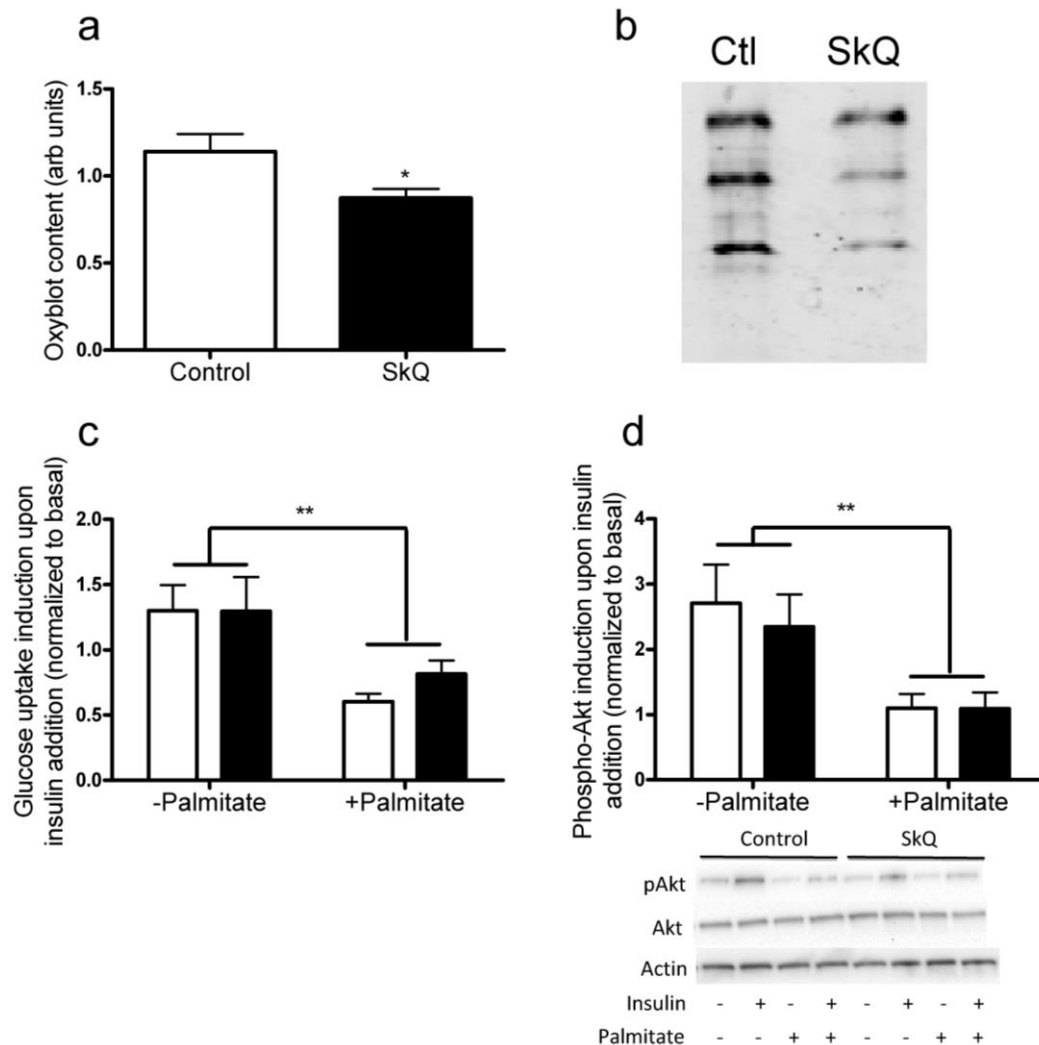 a
Oxyblot content (arb units)
1.5
1.0
0.5
0.0
*
Control
SkQ
b
Ctl
SkQ
c
Glucose uptake induction upon
insulin addition (normalized to basal)
2.0
1.5
1.0
0.5
0.0
**
-Palmitate
+Palmitate
d
Phospho-Akt induction upon insulin
addition (normalized to basal)
4
3
2
1
0
**
-Palmitate
+Palmitate
Control
SkQ
pAkt
Akt
Actin
Insulin - + - + - + - +
Palmitate - - + + - - + +